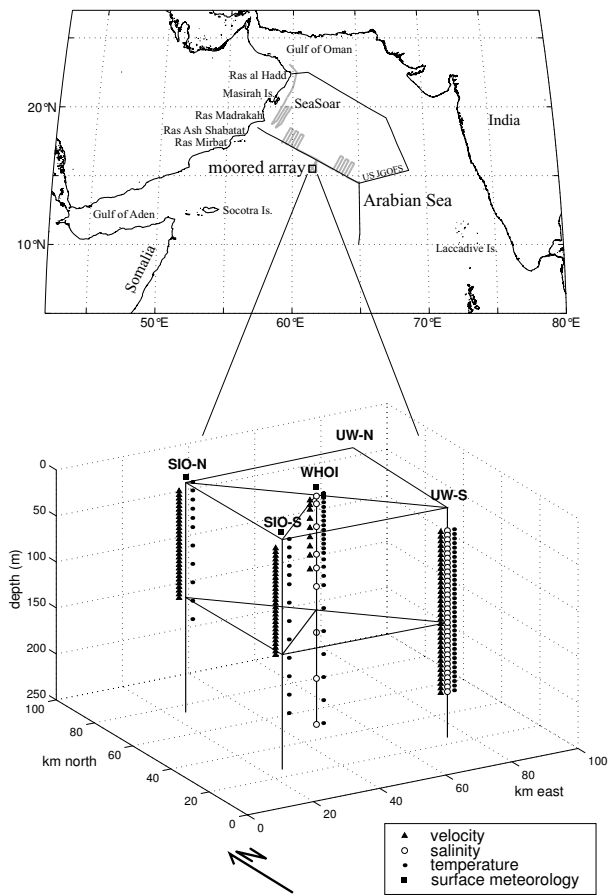 Gulf of Oman
Ras al Hadd
Masirah Is.
20°N
SeaSoar
Ras Madrakah
India
Ras Ash Shabatat
Ras Mirbat
moored array
US JGOFS
Arabian Sea
Gulf of Aden
Socotra Is.
10°N
Laccadive Is.
Somalia
50°E
60°E
70°E
80°E
UW-N
SIO-N
WHOI
UW-S
SIO-S
0
50
100
150
200
250
depth (m)
100
80
60
40
20
0
km north
0
20
40
60
80
100
km east
N
velocity
salinity
temperature
surface meteorology